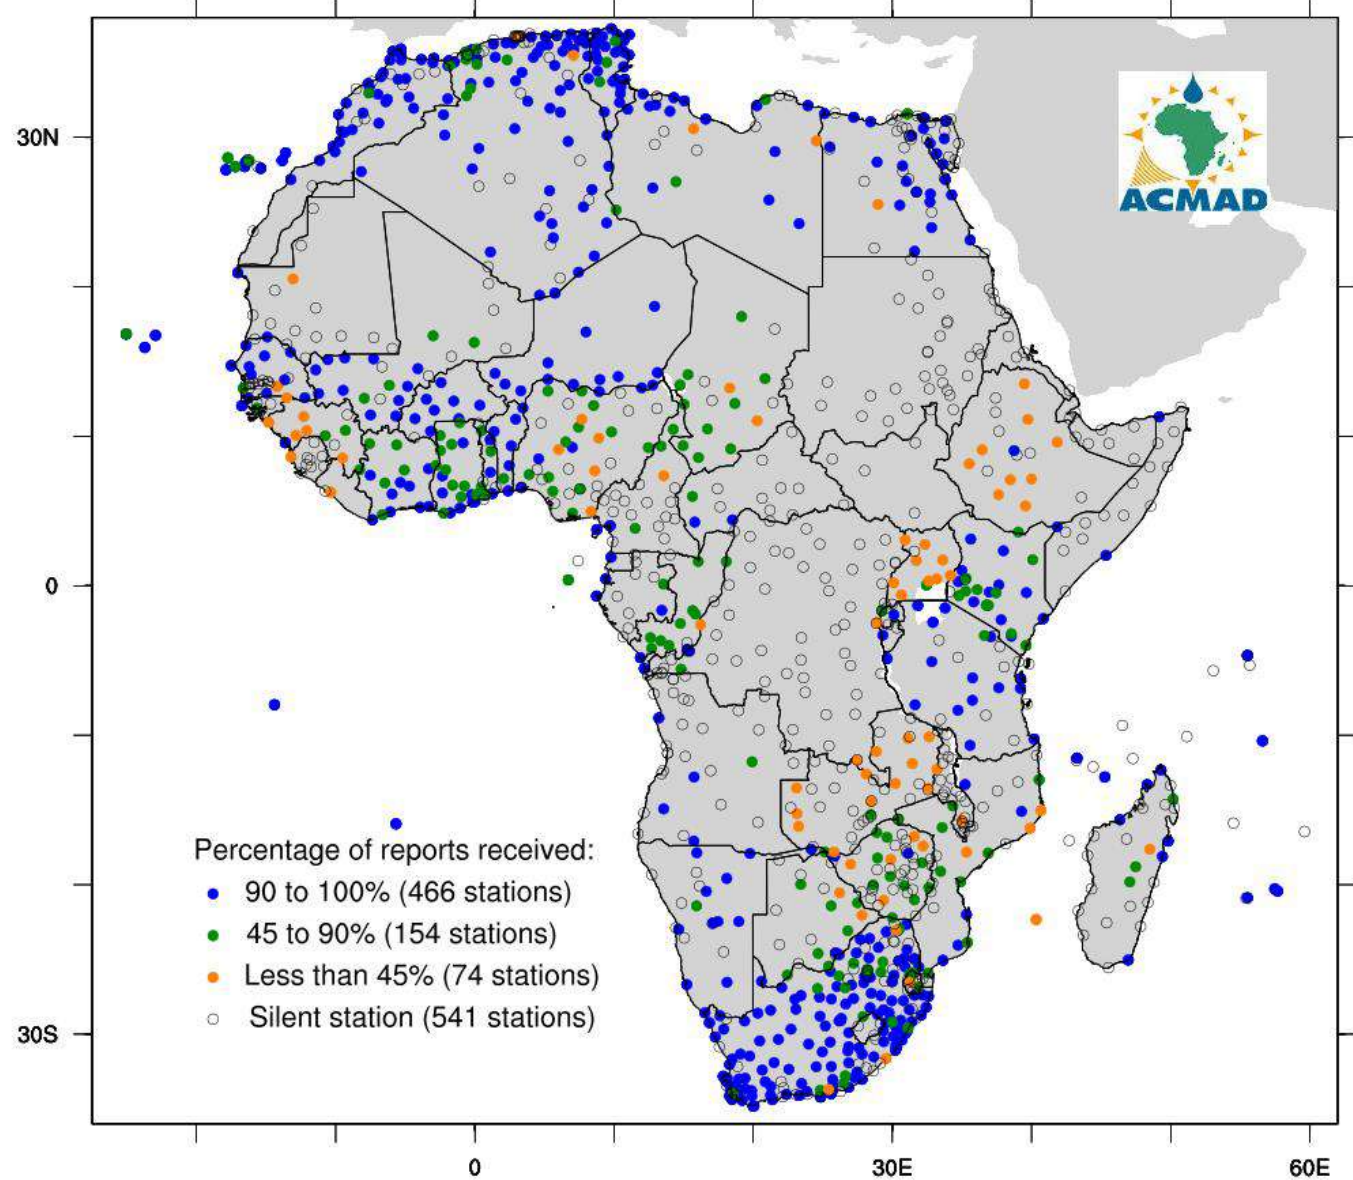 ACMAD
30N
0
30S
Percentage of reports received:
90 to 100% (466 stations)
45 to 90% (154 stations)
Less than 45% (74 stations)
Silent station (541 stations)
0
30E
60E